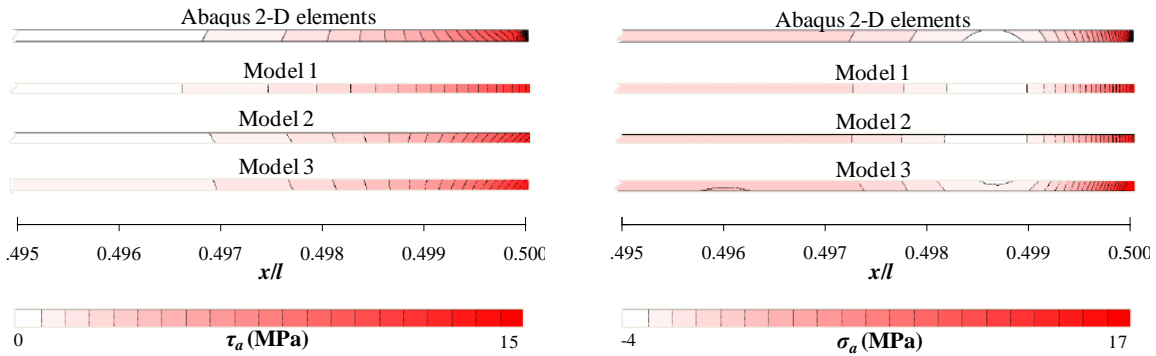 Abaqus 2-D elements
Model 1
Model 2
Model 3
.495 0.496 0.497 0.498 0.499 0.500
x/l
0 τa (MPa) 15
Abaqus 2-D elements
Model 1
Model 2
Model 3
.495 0.496 0.497 0.498 0.499 0.500
x/l
-4 σa (MPa) 17